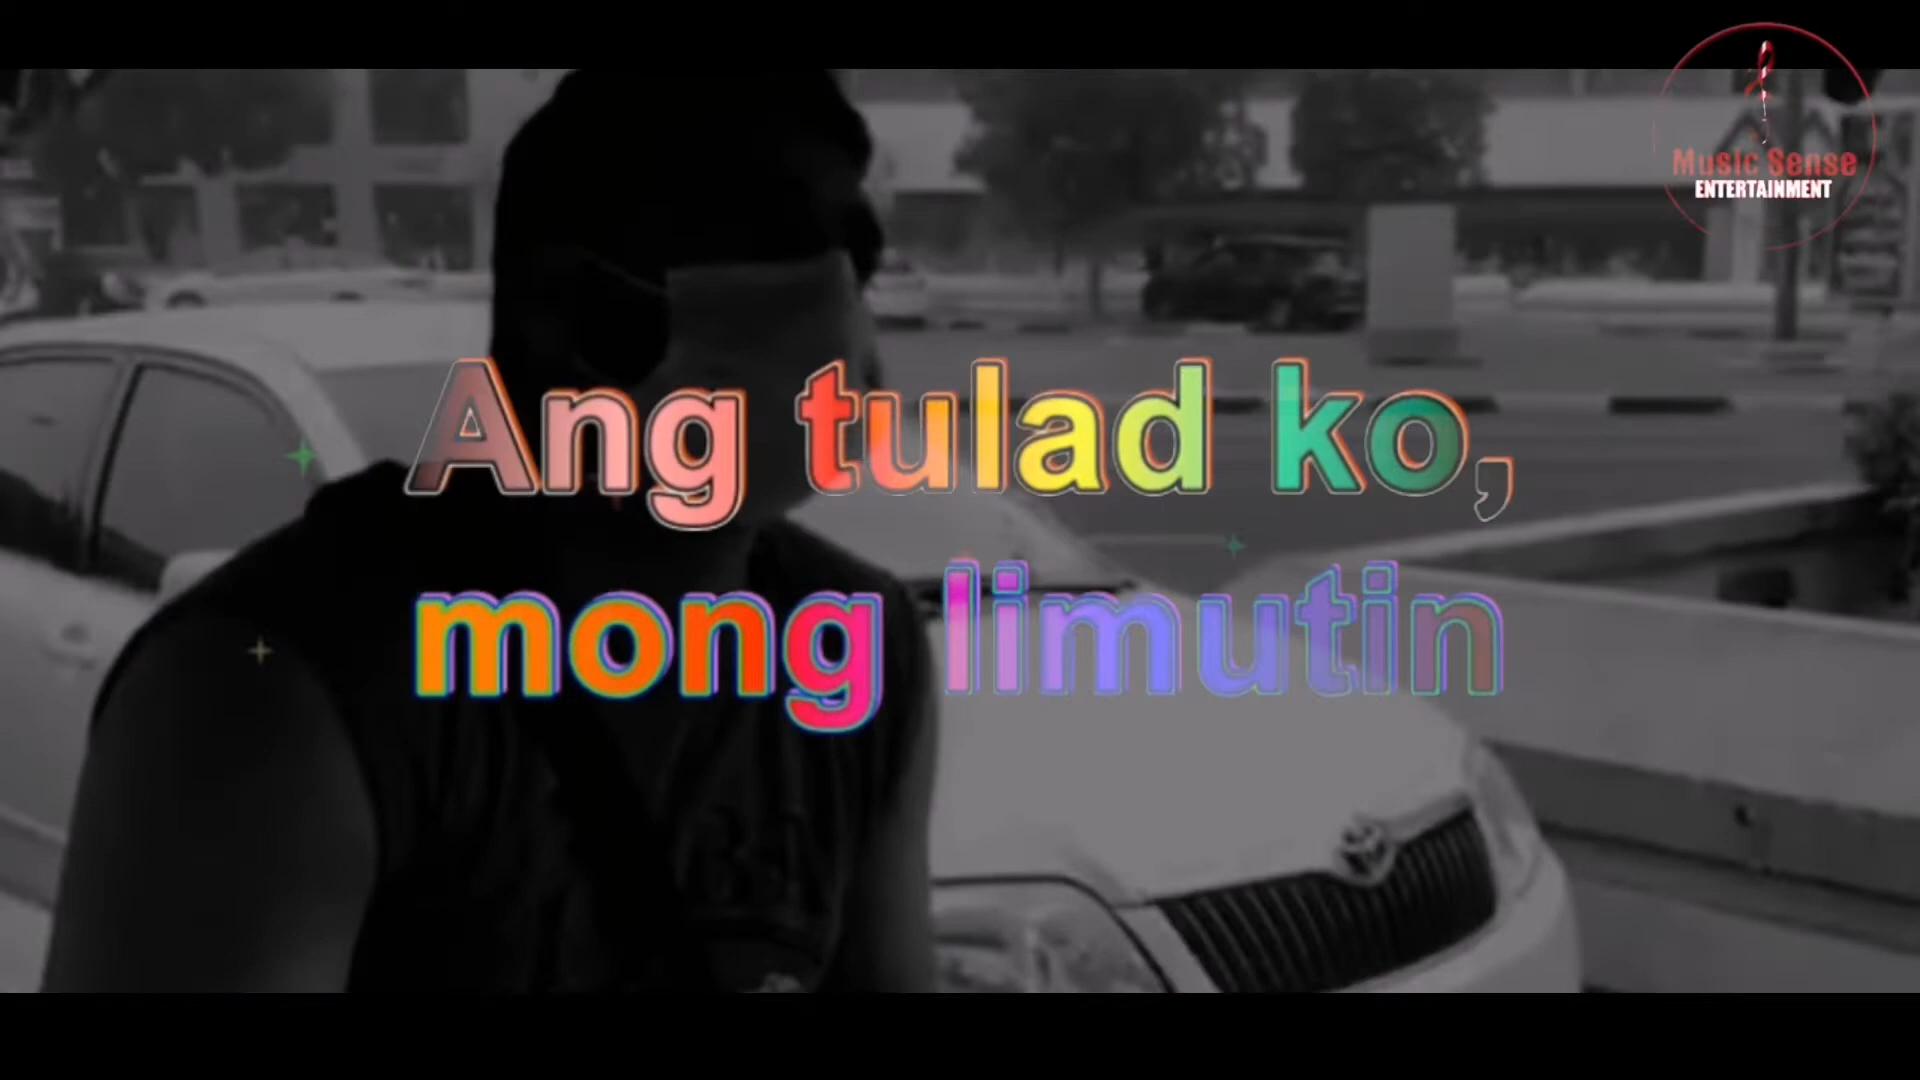 Music Sense
ENTERTAINMENT
Ang tulad ko,
mong limutin